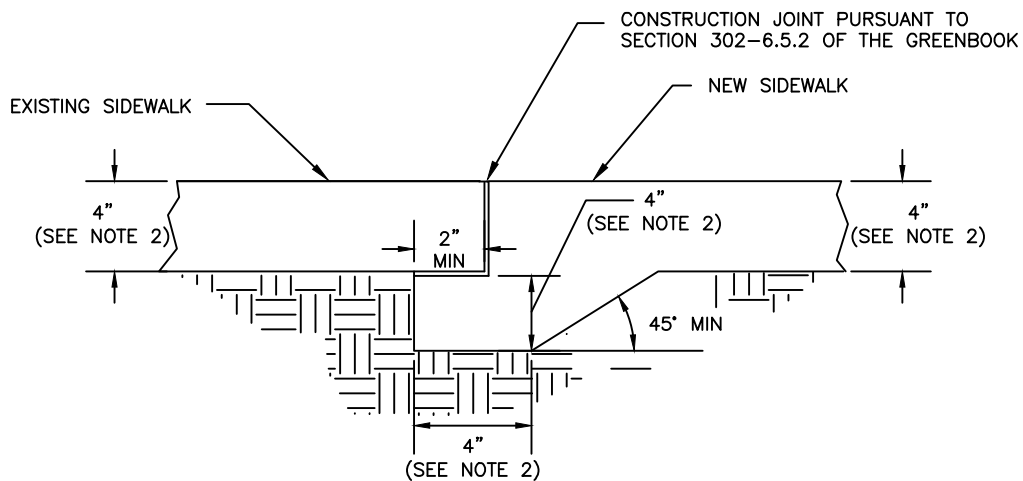 CONSTRUCTION JOINT PURSUANT TO
SECTION 302-6.5.2 OF THE GREENBOOK
EXISTING SIDEWALK
NEW SIDEWALK
4"
(SEE NOTE 2)
2"
MIN
4"
(SEE NOTE 2)
4"
(SEE NOTE 2)
45° MIN
4"
(SEE NOTE 2)